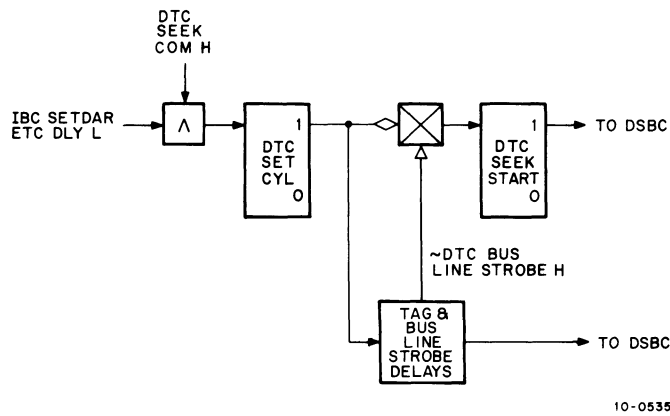 DTC
SEEK
COM H
IBC SETDAR
ETC DLY L
∧
DTC
SET
CYL
1
0
DTC
SEEK
START
1
0
TO DSBC
~DTC BUS
LINE STROBE H
TAG &
BUS
LINE
STROBE
DELAYS
TO DSBC
10-0535